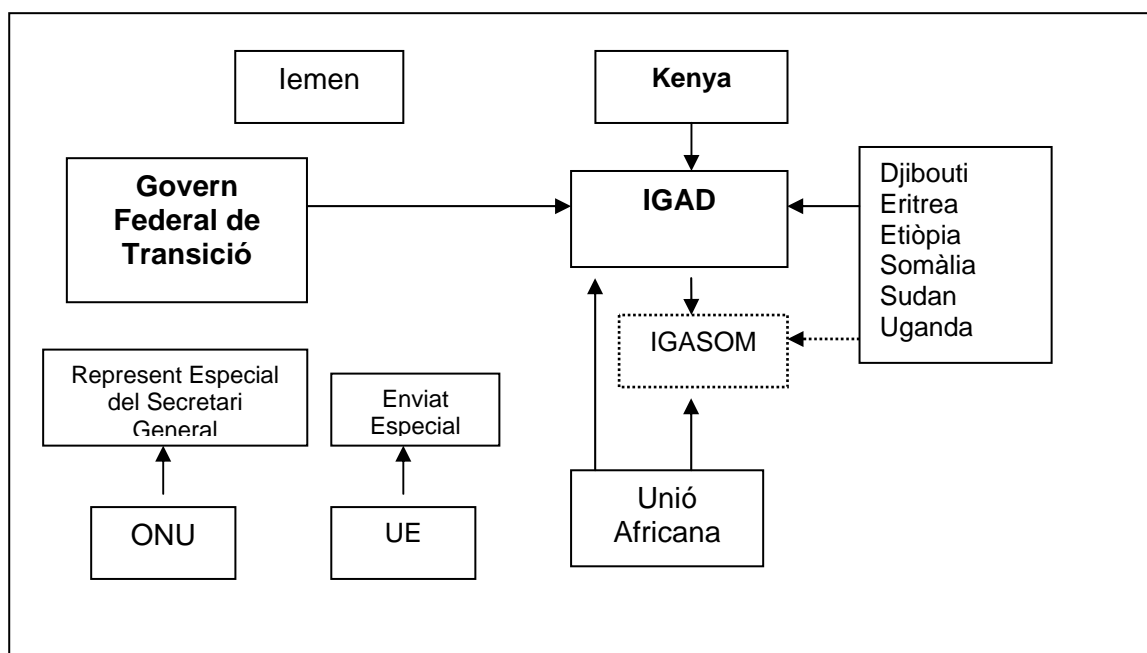 Iemen
Kenya
Govern
Federal de
Transició
IGAD
Djibouti
Eritrea
Etiòpia
Somàlia
Sudan
Uganda
IGASOM
Represent Especial
del Secretari
General
Enviat
Especial
Unió
Africana
ONU
UE